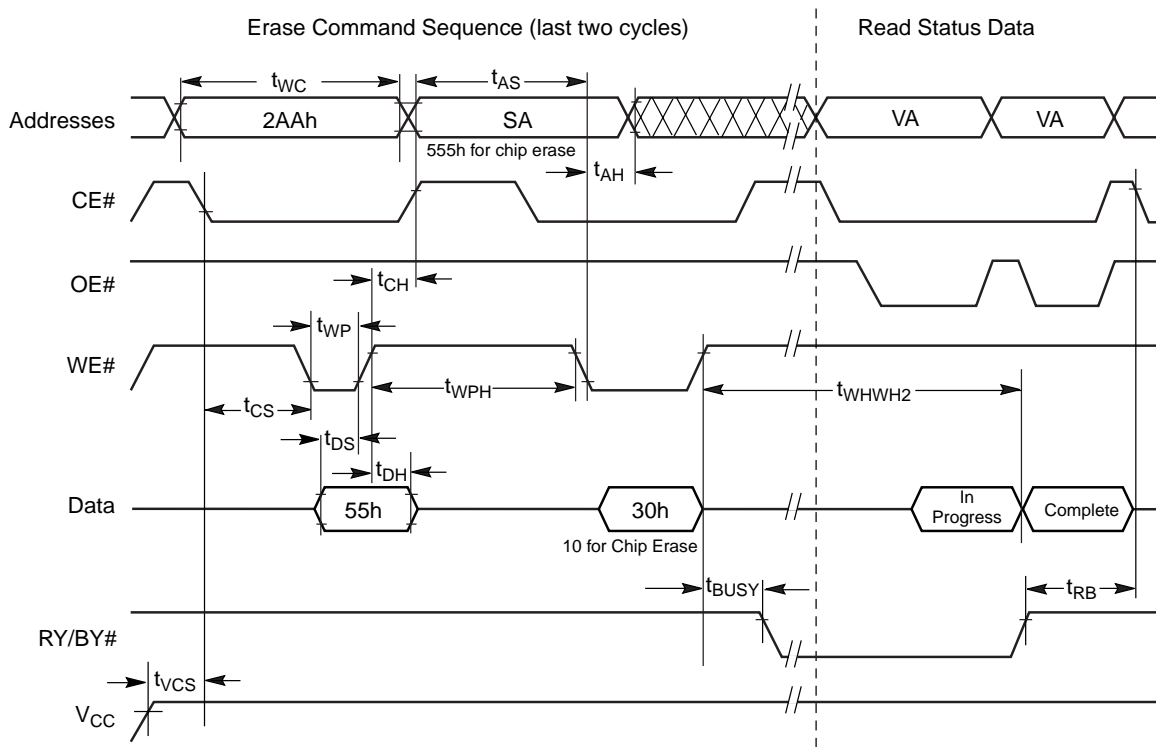 Erase Command Sequence (last two cycles)
Read Status Data
tWC
tAS
Addresses
2AAh
SA
VA
VA
555h for chip erase
tAH
CE#
OE#
tCH
tWP
WE#
tWPH
tWHWH2
tCS
tDS
tDH
Data
55h
30h
In
Progress
Complete
10 for Chip Erase
tBUSY
tRB
RY/BY#
tVCS
VCC